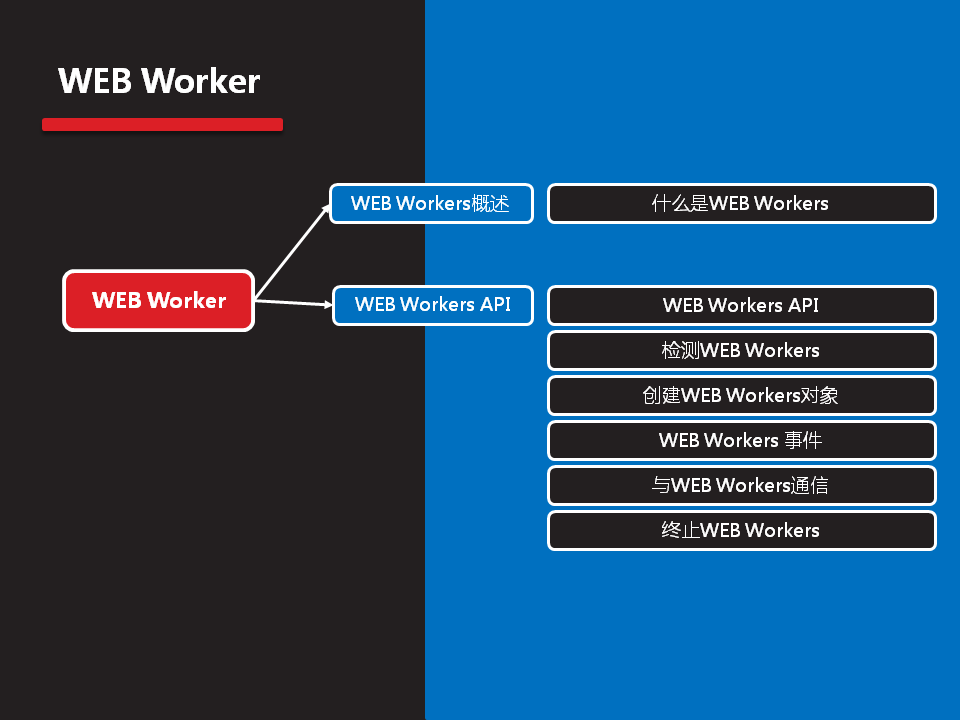 WEB Worker
WEB Worker
WEB Workers概述
什么是WEB Workers
WEB Workers API
WEB Workers API
检测WEB Workers
创建WEB Workers对象
WEB Workers 事件
与WEB Workers通信
终止WEB Workers